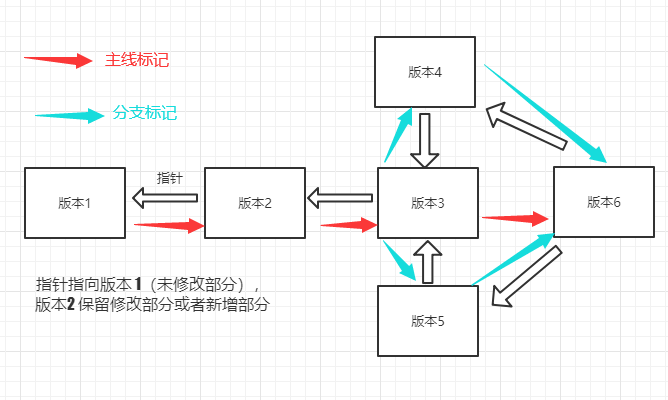 主线标记
版本4
分支标记
指针
版本1
版本2
版本3
版本6
指针指向版本 1（未修改部分）,
版本2 保留修改部分或者新增部分
版本5